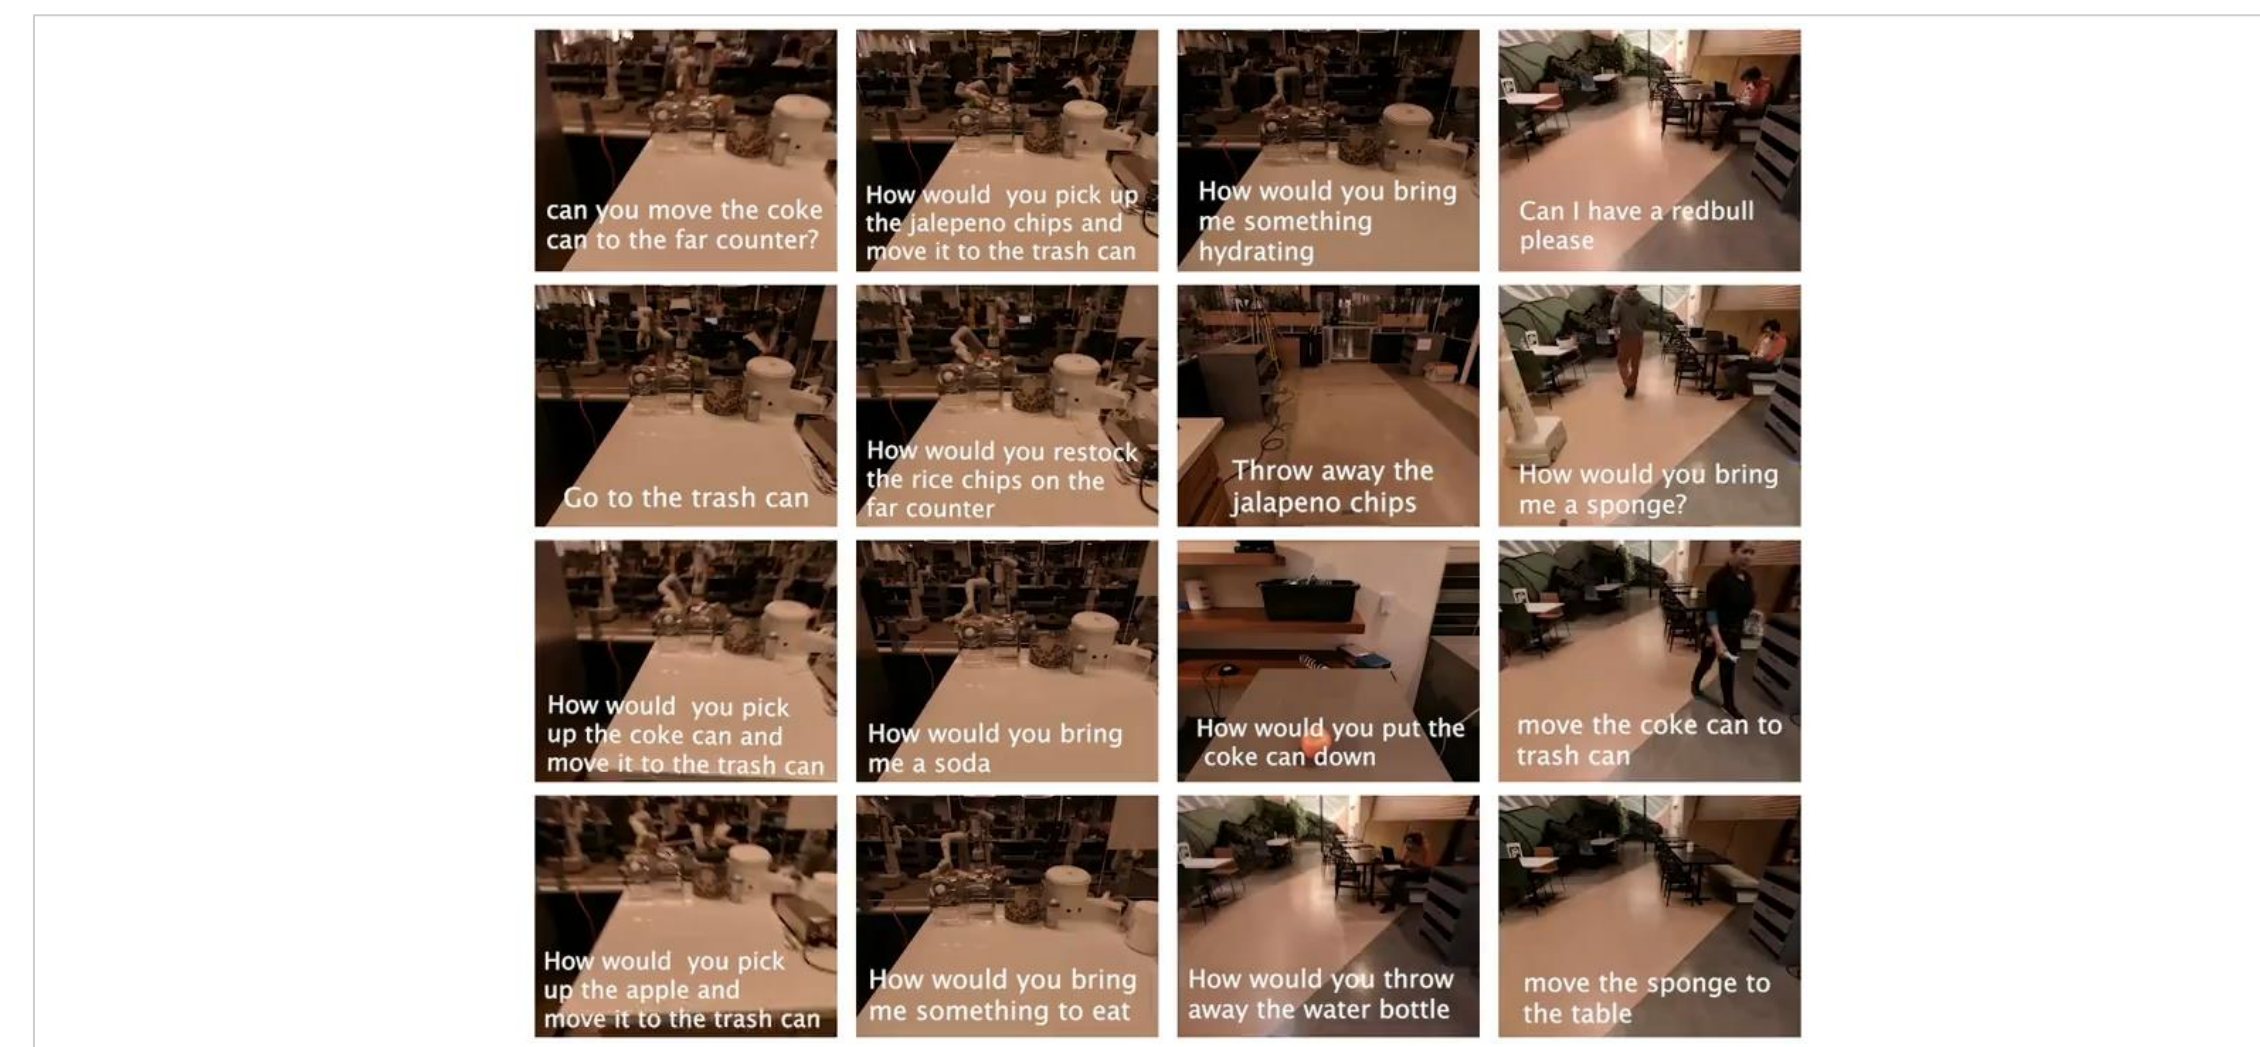 can you move the coke
can to the far counter?
How would you pick up
the jalepeno chips and
move it to the trash can
How would you bring
me something
hydrating
Can I have a redbull
please
Go to the trash can
How would you restock
the rice chips on the
far counter
Throw away the
jalapeno chips
How would you bring
me a sponge?
How would you pick
up the coke can and
move it to the trash can
How would you bring
me a soda
How would you put the
coke can down
move the coke can to
trash can
How would you pick
up the apple and
move it to the trash can
How would you bring
me something to eat
How would you throw
away the water bottle
move the sponge to
the table